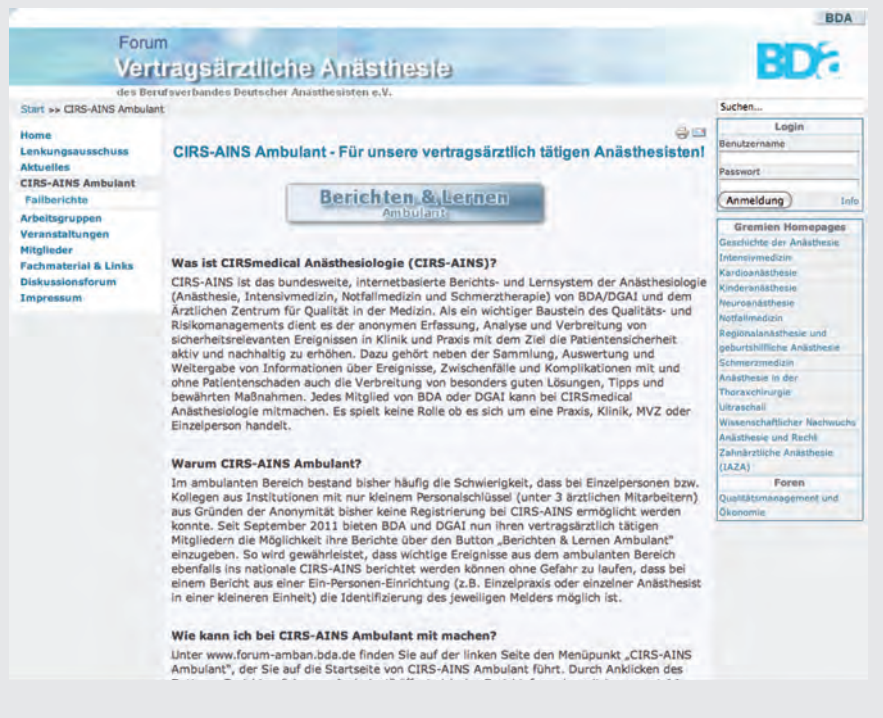 BDA
Forum
Vertragsärztliche Anästhesie
des Berufsverbandes Deutscher Anästhesisten e.V.
BDA
Start >> CIRS-AINS Ambulant
Home
Lenkungsausschuss
Aktuelles
CIRS-AINS Ambulant
Fallberichte
Arbeitsgruppen
Veranstaltungen
Mitglieder
Fachmaterial & Links
Diskussionsforum
Impressum
CIRS-AINS Ambulant - Für unsere vertragsärztlich tätigen Anästhesisten!
Berichten & Lernen
Ambulant
Was ist CIRSmedical Anästhesiologie (CIRS-AINS)?
CIRS-AINS ist das bundesweite, internetbasierte Berichts- und Lernsystem der Anästhesiologie
(Anästhesie, Intensivmedizin, Notfallmedizin und Schmerztherapie) von BDA/DGAI und dem
Ärztlichen Zentrum für Qualität in der Medizin. Als ein wichtiger Baustein des Qualitäts- und
Risikomanagements dient es der anonymen Erfassung, Analyse und Verbreitung von
sicherheitsrelevanten Ereignissen in Klinik und Praxis mit dem Ziel die Patientensicherheit
aktiv und nachhaltig zu erhöhen. Dazu gehört neben der Sammlung, Auswertung und
Weitergabe von Informationen über Ereignisse, Zwischenfälle und Komplikationen mit und
ohne Patientenschaden auch die Verbreitung von besonders guten Lösungen, Tipps und
bewährten Maßnahmen. Jedes Mitglied von BDA oder DGAI kann bei CIRSmedical
Anästhesiologie mitmachen. Es spielt keine Rolle ob es sich um eine Praxis, Klinik, MVZ oder
Einzelperson handelt.
Warum CIRS-AINS Ambulant?
Im ambulanten Bereich bestand bisher häufig die Schwierigkeit, dass bei Einzelpersonen bzw.
Kollegen aus Institutionen mit nur kleinem Personalschlüssel (unter 3 ärztlichen Mitarbeitern)
aus Gründen der Anonymität bisher keine Registrierung bei CIRS-AINS ermöglicht werden
konnte. Seit September 2011 bieten BDA und DGAI nun ihren vertragsärztlich tätigen
Mitgliedern die Möglichkeit ihre Berichte über den Button „Berichten & Lernen Ambulant"
einzugeben. So wird gewährleistet, dass wichtige Ereignisse aus dem ambulanten Bereich
ebenfalls ins nationale CIRS-AINS berichtet werden können ohne Gefahr zu laufen, dass bei
einem Bericht aus einer Ein-Personen-Einrichtung (z.B. Einzelpraxis oder einzelner Anästhesist
in einer kleineren Einheit) die Identifizierung des jeweiligen Melders möglich ist.
Wie kann ich bei CIRS-AINS Ambulant mit machen?
Unter www.forum-amban.bda.de finden Sie auf der linken Seite den Menüpunkt „CIRS-AINS
Ambulant", der Sie auf die Startseite von CIRS-AINS Ambulant führt. Durch Anklicken des
Suchen...
Login
Benutzername
Passwort
Anmeldung
Info
Gremien Homepages
Geschichte der Anästhesie
Intensivmedizin
Kardioanästhesie
Kinderanästhesie
Neuroanästhesie
Notfallmedizin
Regionalanästhesie und
geburtshilfliche Anästhesie
Schmerzmedizin
Anästhesie in der
Thoraxchirurgie
Ultraschall
Wissenschaftlicher Nachwuchs
Anästhesie und Recht
Zahnärztliche Anästhesie
(IAZA)
Foren
Qualitätsmanagement und
Ökonomie